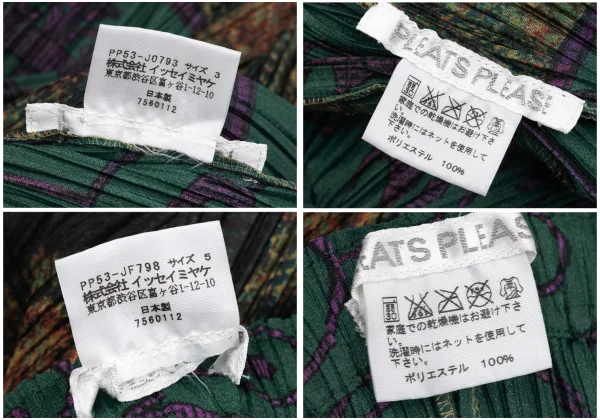 PP53-JO793 サイズ 3
株式会社 イッセイミヤケ
東京都渋谷区富ヶ谷1-12-10
日本製
7560112
PLEATS PLEASE
家庭での乾燥機はお避け下さ
い。
洗濯時にはネットを使用して
下さい。
ポリエステル 100%
PP53-JF798 サイズ 5
株式会社 イッセイミヤケ
東京都渋谷区富ヶ谷1-12-10
日本製
7560112
EATS PLEAS
家庭での乾燥機はお避け下さ
い。
洗濯時にはネットを使用して
下さい。
ポリエステル 100%